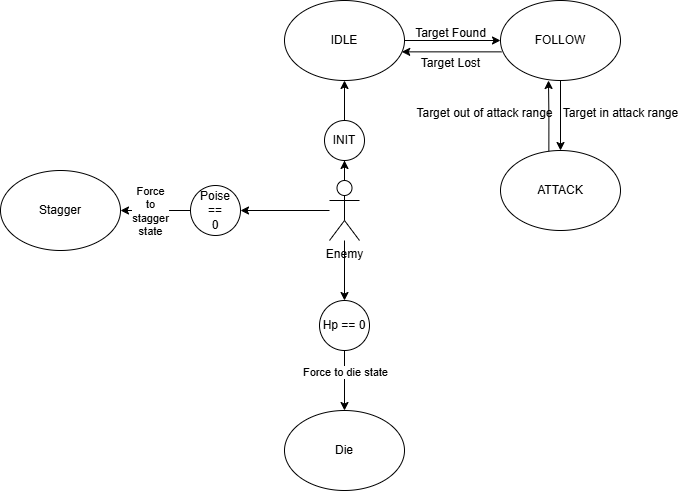 IDLE
Target Found
FOLLOW
Target Lost
Target out of attack range
Target in attack range
INIT
ATTACK
Stagger
Force
to
stagger
state
Poise
==
0
Enemy
Hp == 0
Force to die state
Die